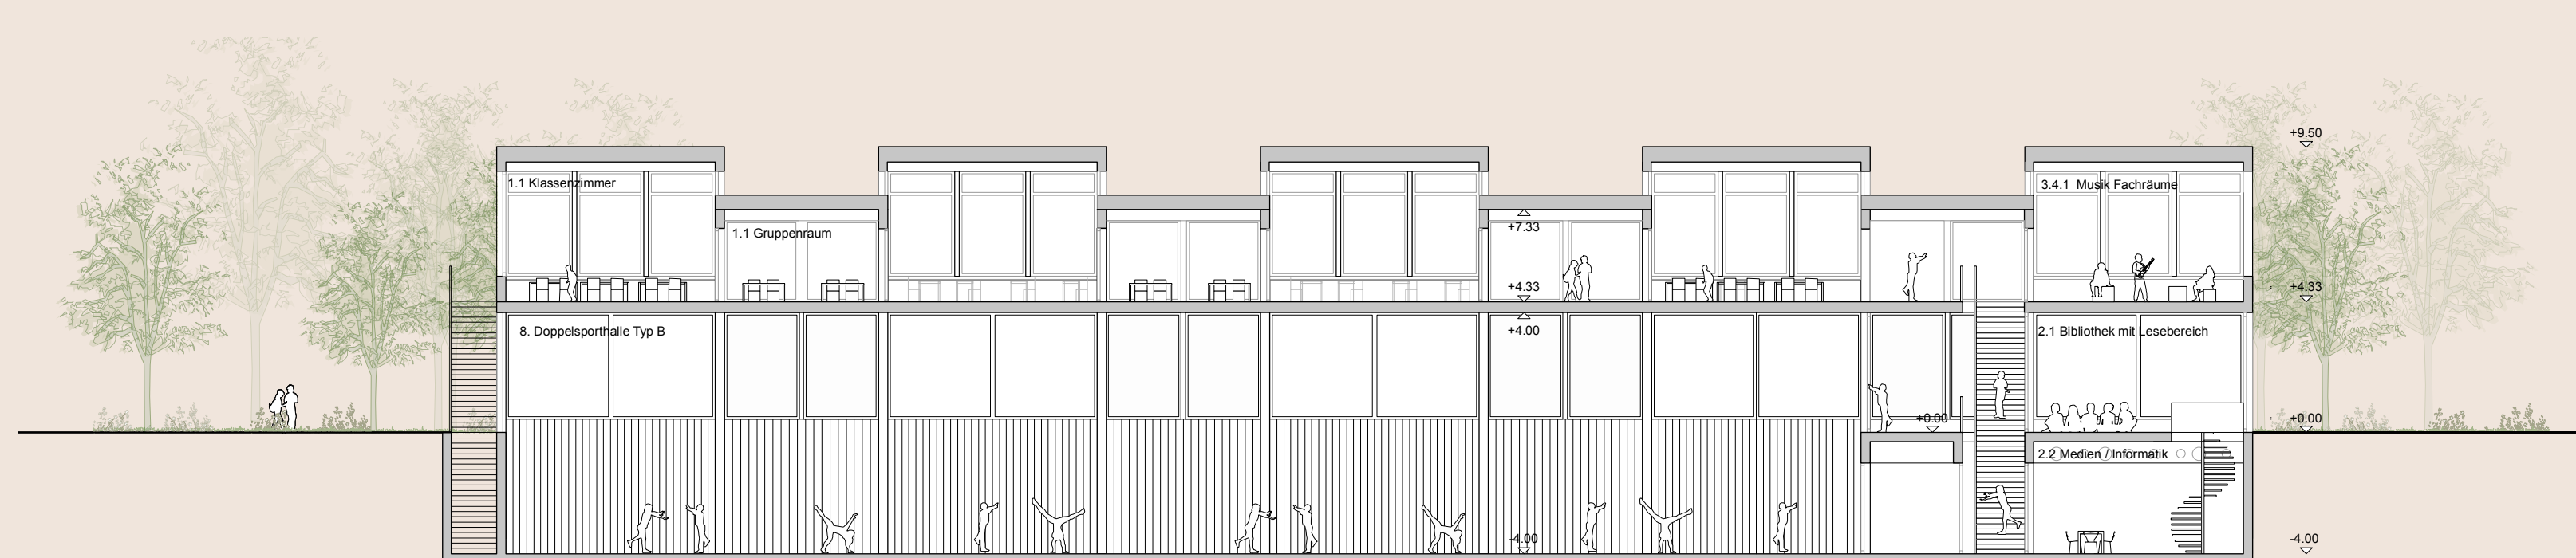 +9.50
1.1 Klassenzimmer
3.4.1 Musik Fachräume
1.1 Gruppenraum
+7.33
+4.33
+4.33
8. Doppelsporthalle Typ B
+4.00
2.1 Bibliothek mit Lesebereich
+0.00
+0.00
2.2 Medien / Informatik
-4.00
-4.00